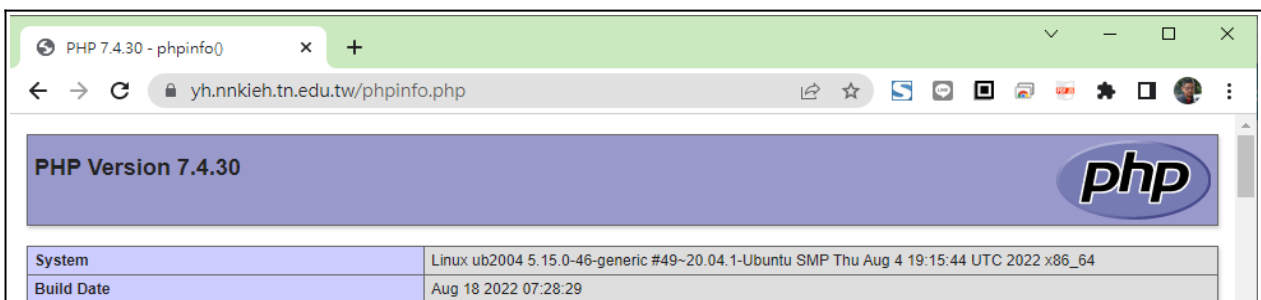 PHP 7.4.30 - phpinfo()
yh.nnkieh.tn.edu.tw/phpinfo.php
PHP Version 7.4.30
php
System Linux ub2004 5.15.0-46-generic #49~20.04.1-Ubuntu SMP Thu Aug 4 19:15:44 UTC 2022 x86_64
Build Date Aug 18 2022 07:28:29